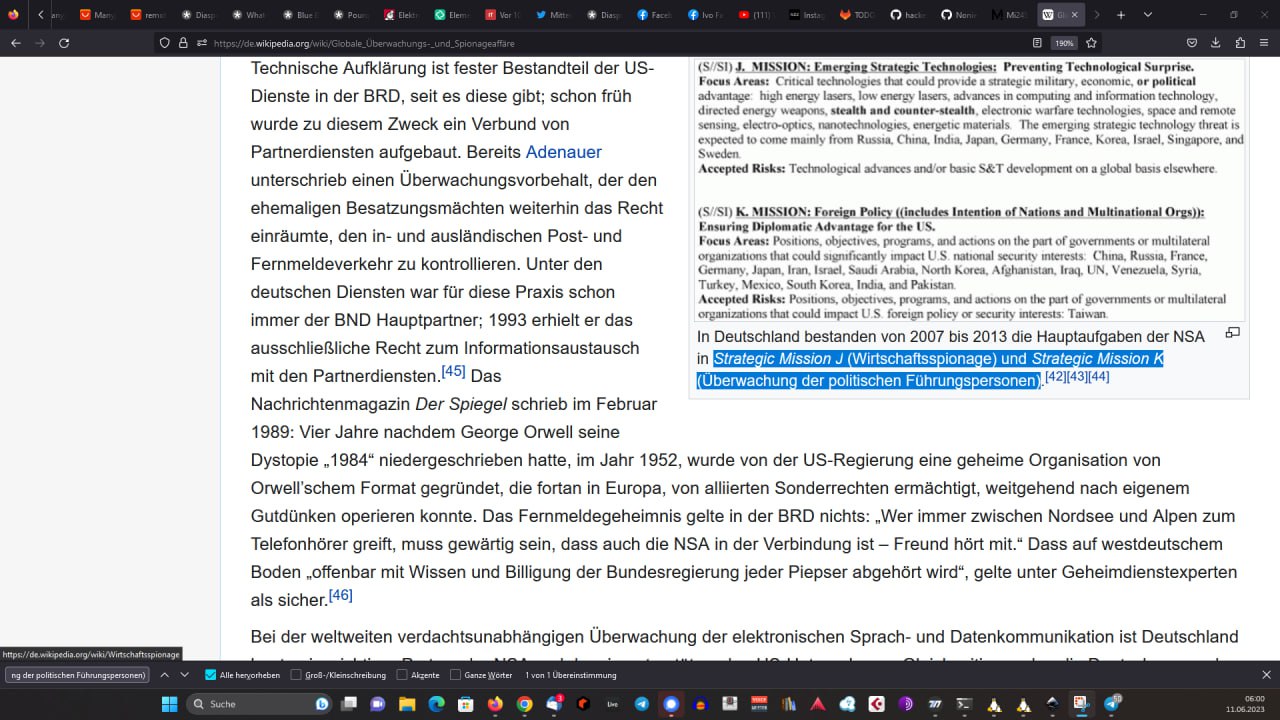 ang
Many
remot
Diasp
What
Blue E
Pourq
Elekt
Eleme
Vor 10
Mitte
Diasp
Faceb
Ivo Fa
(111)
Instag
TODO
hacke
Nonie
Mi24
Gl
https://de.wikipedia.org/wiki/Globale_Überwachungs-_und_Spionageaffäre
190%
Technische Aufklärung ist fester Bestandteil der US-
Dienste in der BRD, seit es diese gibt; schon früh
wurde zu diesem Zweck ein Verbund von
Partnerdiensten aufgebaut. Bereits Adenauer
unterschrieb einen Überwachungsvorbehalt, der den
ehemaligen Besatzungsmächten weiterhin das Recht
einräumte, den in- und ausländischen Post- und
Fernmeldeverkehr zu kontrollieren. Unter den
deutschen Diensten war für diese Praxis schon
immer der BND Hauptpartner; 1993 erhielt er das
ausschließliche Recht zum Informationsaustausch
mit den Partnerdiensten.[45] Das
Nachrichtenmagazin Der Spiegel schrieb im Februar
1989: Vier Jahre nachdem George Orwell seine
Dystopie „1984“ niedergeschrieben hatte, im Jahr 1952, wurde von der US-Regierung eine geheime Organisation von
Orwell’schem Format gegründet, die fortan in Europa, von alliierten Sonderrechten ermächtigt, weitgehend nach eigenem
Gutdünken operieren konnte. Das Fernmeldegeheimnis gelte in der BRD nichts: „Wer immer zwischen Nordsee und Alpen zum
Telefonhörer greift, muss gewärtig sein, dass auch die NSA in der Verbindung ist – Freund hört mit.“ Dass auf westdeutschem
Boden „offenbar mit Wissen und Billigung der Bundesregierung jeder Piepser abgehört wird“, gelte unter Geheimdienstexperten
als sicher.[46]
Bei der weltweiten verdachtsunabhängigen Überwachung der elektronischen Sprach- und Datenkommunikation ist Deutschland
(S//SI) J. MISSION: Emerging Strategic Technologies: Preventing Technological Surprise.
Focus Areas: Critical technologies that could provide a strategic military, economic, or political
advantage: high energy lasers, low energy lasers, advances in computing and information technology,
directed energy weapons, stealth and counter-stealth, electronic warfare technologies, space and remote
sensing, electro-optics, nanotechnologies, energetic materials. The emerging strategic technology threat is
expected to come mainly from Russia, China, India, Japan, Germany, France, Korea, Israel, Singapore, and
Sweden.
Accepted Risks: Technological advances and/or basic S&T development on a global basis elsewhere.
(S//SI) K. MISSION: Foreign Policy ((includes Intention of Nations and Multinational Orgs)):
Ensuring Diplomatic Advantage for the US.
Focus Areas: Positions, objectives, programs, and actions on the part of governments or multilateral
organizations that could significantly impact U.S. national security interests: China, Russia, France,
Germany, Japan, Iran, Israel, Saudi Arabia, North Korea, Afghanistan, Iraq, UN, Venezuela, Syria,
Turkey, Mexico, South Korea, India, and Pakistan.
Accepted Risks: Positions, objectives, programs, and actions on the part of governments or multilateral
organizations that could impact U.S. foreign policy or security interests: Taiwan.
In Deutschland bestanden von 2007 bis 2013 die Hauptaufgaben der NSA
in Strategic Mission J (Wirtschaftsspionage) und Strategic Mission K
(Überwachung der politischen Führungspersonen).[42][43][44]
https://de.wikipedia.org/wiki/Wirtschaftsspionage
ng der politischen Führungspersonen)
Alle hervorheben
Groß-/Kleinschreibung
Akzente
Ganze Wörter
1 von 1 Übereinstimmung
Suche
Live
06:00
11.06.2023